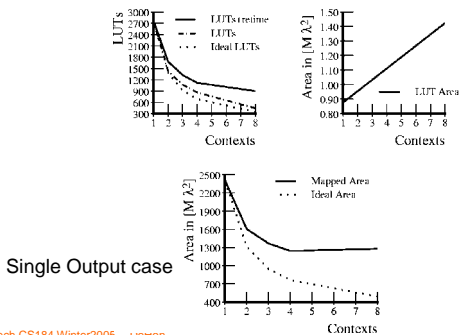 LUTs
3000
2700
2400
2100
1800
1500
1200
900
600
300
1 2 3 4 5 6 7 8
Contexts
LUTs+retime
LUTs
Ideal LUTs
Area in [M λ²]
1.50
1.40
1.30
1.20
1.10
1.00
0.90
0.80
1 2 3 4 5 6 7 8
Contexts
LUT Area
Area in [M λ²]
2500
2200
1900
1600
1300
1000
700
400
1 2 3 4 5 6 7 8
Contexts
Mapped Area
Ideal Area
Single Output case
CS184 Winter2005